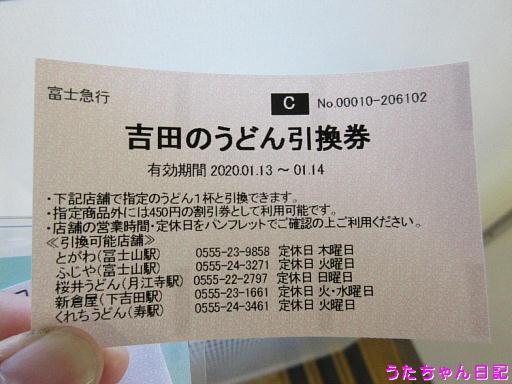 富士急行
C No.00010-206102
吉田のうどん引換券
有効期間 2020.01.13 ～ 01.14
・下記店舗で指定のうどん１杯と引換できます。
・指定商品外には450円の割引券として利用可能です。
・店舗の営業時間・定休日をパンフレットでご確認の上ご利用ください。
≪引換可能店舗≫
とがわ(富士山駅) 0555-23-9858 定休日 木曜日
ふじや(富士山駅) 0555-24-3271 定休日 火曜日
桜井うどん(月江寺駅) 0555-22-2797 定休日 日曜日
新倉屋(下吉田駅) 0555-23-1661 定休日 火・水曜日
くれちうどん(寿駅) 0555-24-3461 定休日 火曜日
うたちゃん日記